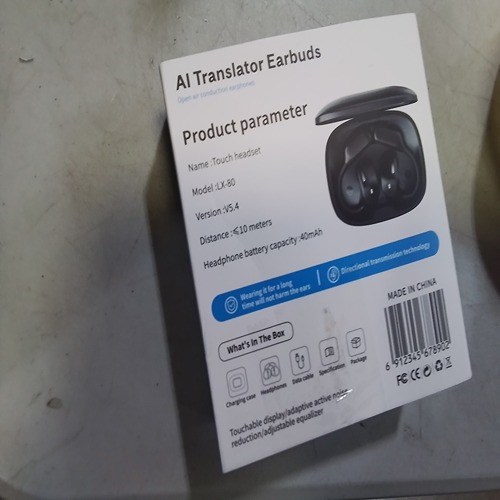 AI Translator Earbuds
Open air conduction earphones
Product parameter
Name :Touch headset
Model :LX-80
Version :V5.4
Distance :⩽10 meters
Headphone battery capacity :40mAh
Wearing it for a long
time will not harm the ears
Directional transmission technology
What's In The Box
Charging case
Headphones
Data cable
Specification
Package
MADE IN CHINA
6 912345 678902
Touchable display/adaptive active noise
reduction/adjustable equalizer